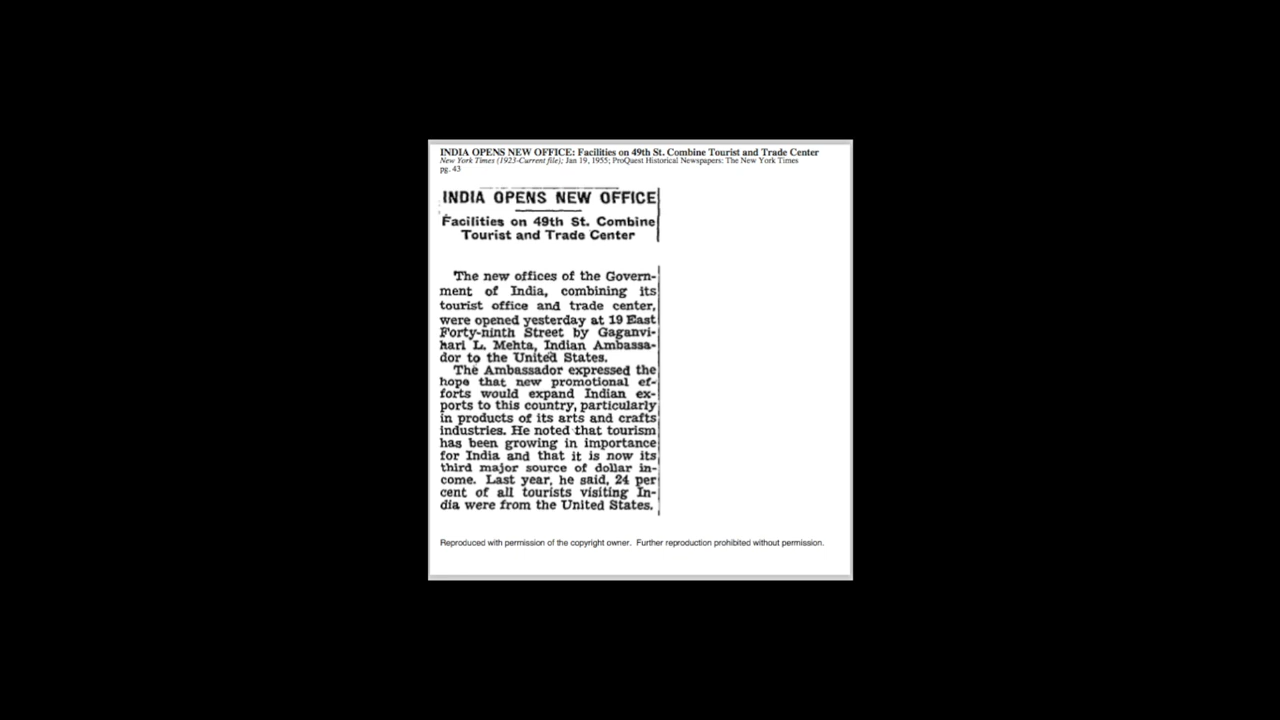 INDIA OPENS NEW OFFICE: Facilities on 49th St. Combine Tourist and Trade Center
New York Times (1923-Current file); Jan 19, 1955; ProQuest Historical Newspapers: The New York Times
pg. 43
INDIA OPENS NEW OFFICE
Facilities on 49th St. Combine
Tourist and Trade Center
The new offices of the Govern-
ment of India, combining its
tourist office and trade center,
were opened yesterday at 19 East
Forty-ninth Street by Gaganvi-
hari L. Mehta, Indian Ambassa-
dor to the United States.
The Ambassador expressed the
hope that new promotional ef-
forts would expand Indian ex-
ports to this country, particularly
in products of its arts and crafts
industries. He noted that tourism
has been growing in importance
for India and that it is now its
third major source of dollar in-
come. Last year, he said, 24 per
cent of all tourists visiting In-
dia were from the United States.
Reproduced with permission of the copyright owner. Further reproduction prohibited without permission.